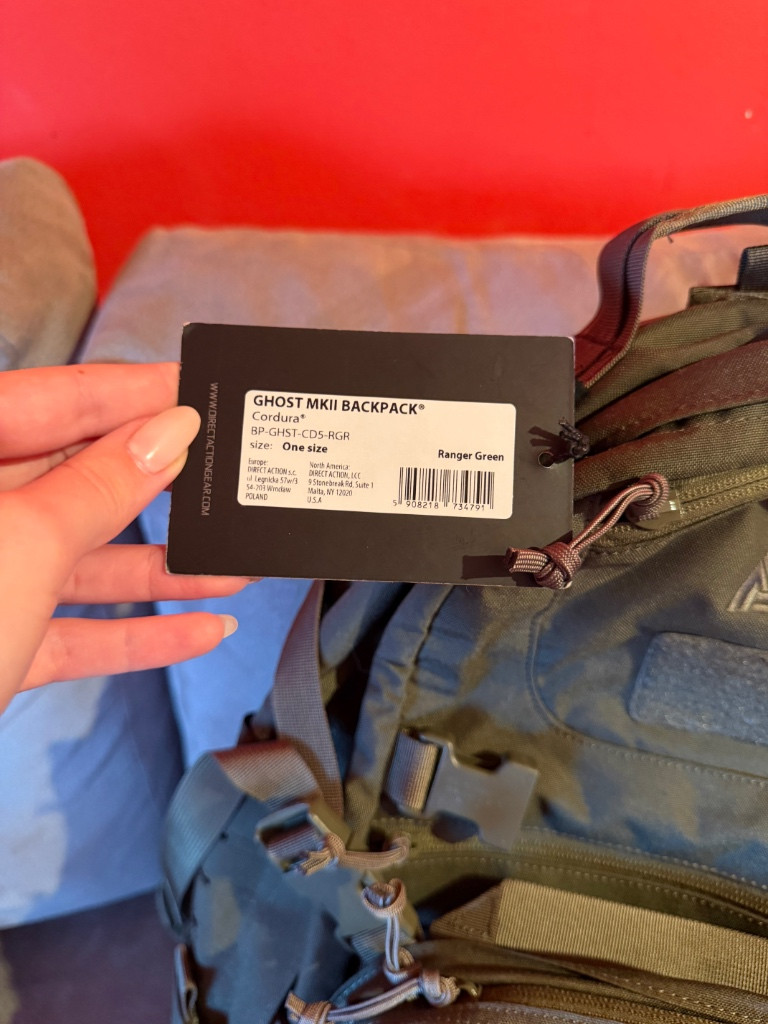 WWW.DIRECTACTIONGEAR.COM
GHOST MKII BACKPACK®
Cordura®
BP-GHST-CD5-RGR
size: One size
Ranger Green
Europe:
DIRECT ACTION s.c.
ul. Legnicka 57w/3
54-203 Wrocław
POLAND
North America:
DIRECT ACTION, LLC
9 Stonebreak Rd, Suite 1
Malta, NY 12020
U.S.A
5 908218 734791